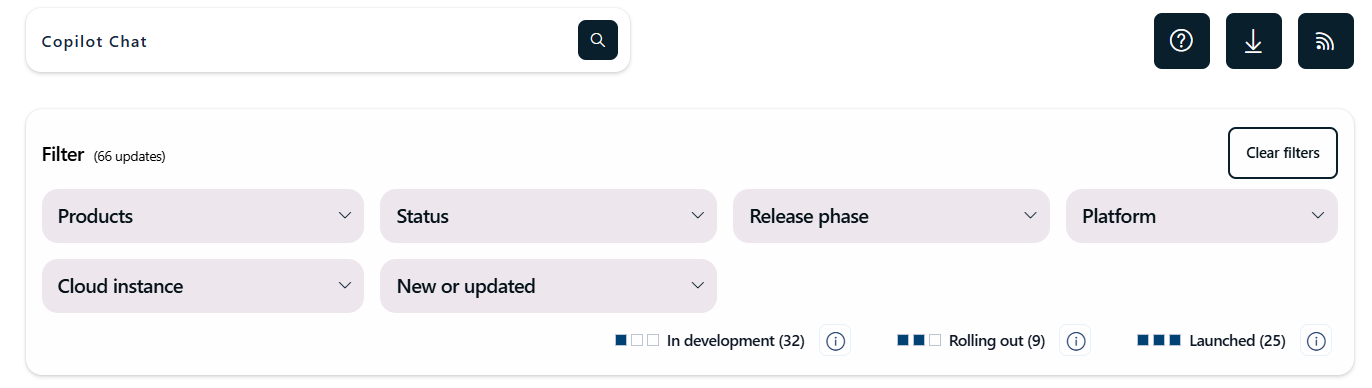 Copilot Chat
Filter (66 updates)
Clear filters
Products
Status
Release phase
Platform
Cloud instance
New or updated
In development (32)
Rolling out (9)
Launched (25)